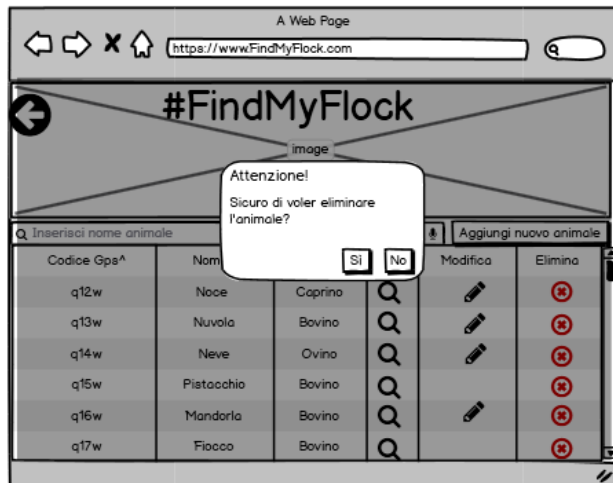 A Web Page
https://www.FindMyFlock.com
#FindMyFlock
image
Attenzione!
Sicuro di voler eliminare
l'animale?
Sì No
Inserisci nome animale
Aggiungi nuovo animale
Codice Gps^ Nom Modifica Elimina
q12w Noce Caprino
q13w Nuvola Bovino
q14w Neve Ovino
q15w Pistacchio Bovino
q16w Mandorla Bovino
q17w Fiocco Bovino